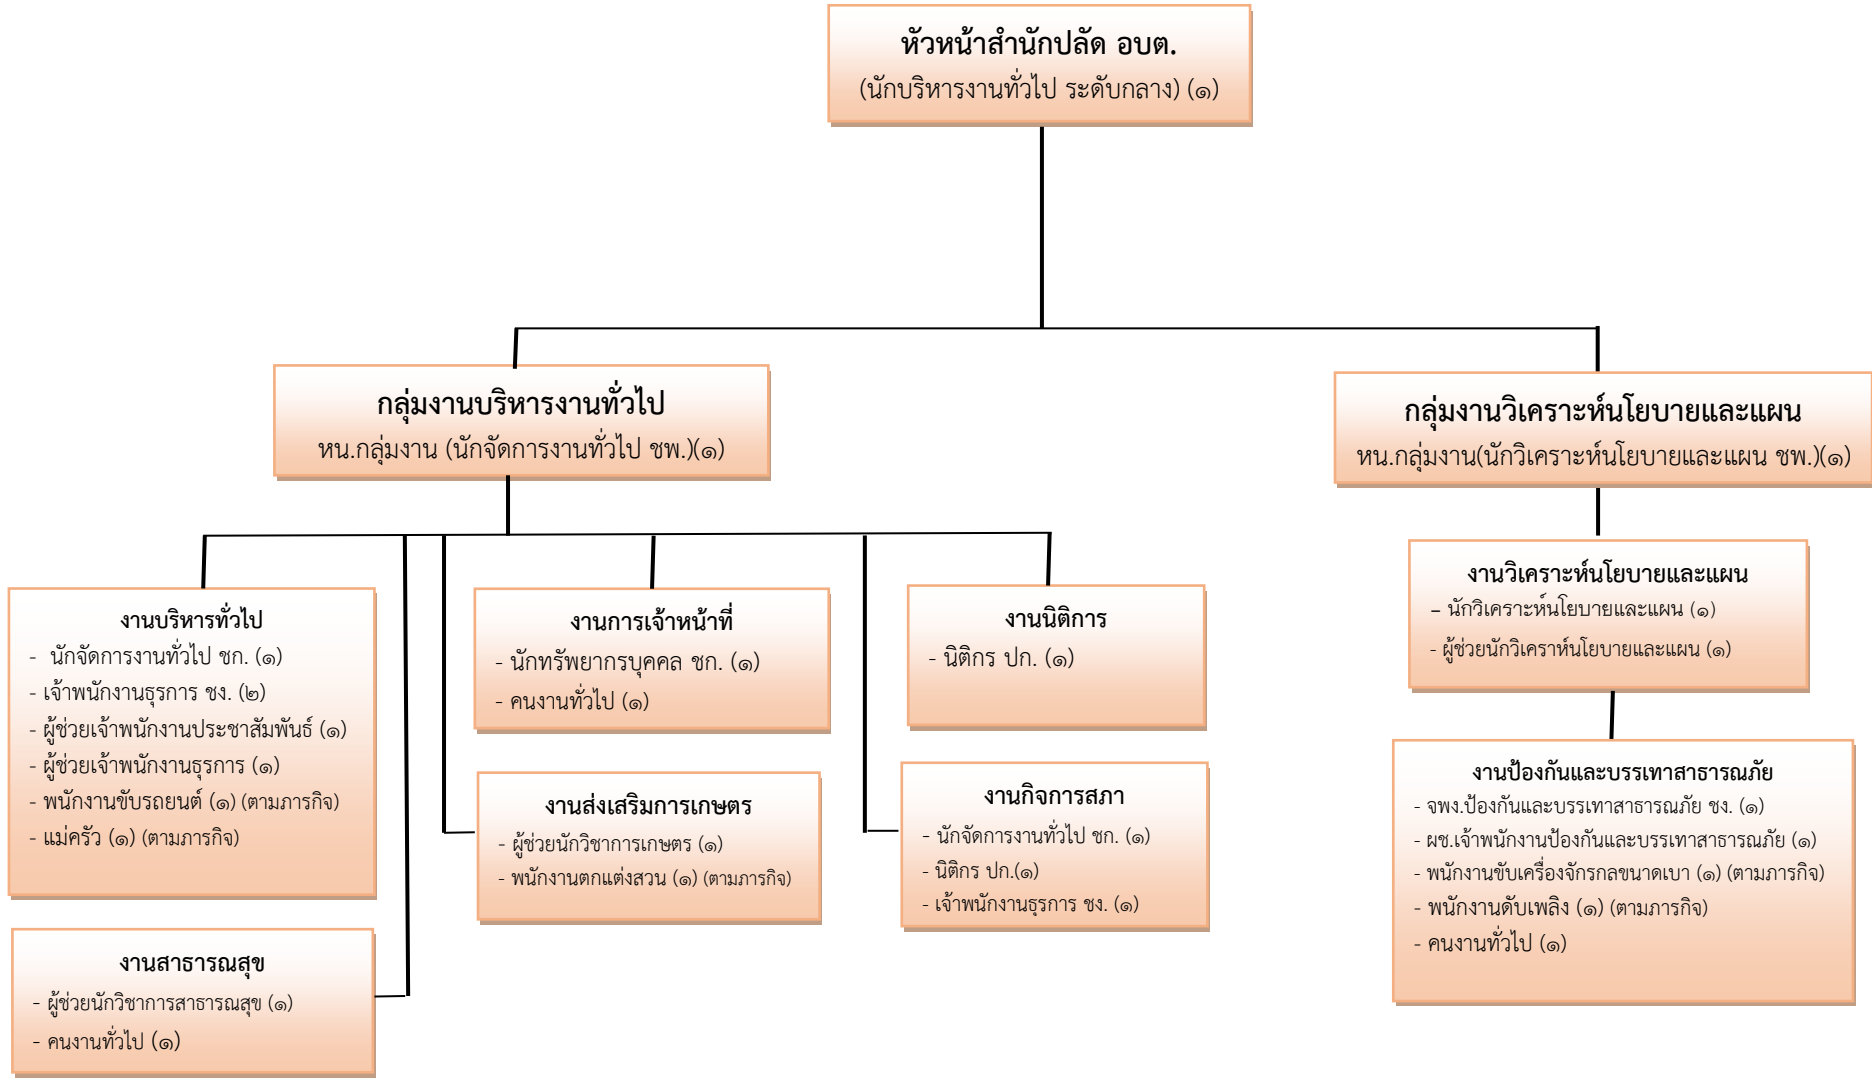 หัวหน้าสำนักปลัด อบต.
(นักบริหารงานทั่วไป ระดับกลาง) (๑)
กลุ่มงานบริหารงานทั่วไป
หน.กลุ่มงาน (นักจัดการงานทั่วไป ชพ.)(๑)
กลุ่มงานวิเคราะห์นโยบายและแผน
หน.กลุ่มงาน(นักวิเคราะห์นโยบายและแผน ชพ.)(๑)
งานบริหารทั่วไป
- นักจัดการงานทั่วไป ชก. (๑)
- เจ้าพนักงานธุรการ ชง. (๒)
- ผู้ช่วยเจ้าพนักงานประชาสัมพันธ์ (๑)
- ผู้ช่วยเจ้าพนักงานธุรการ (๑)
- พนักงานขับรถยนต์ (๑) (ตามภารกิจ)
- แม่ครัว (๑) (ตามภารกิจ)
งานการเจ้าหน้าที่
- นักทรัพยากรบุคคล ชก. (๑)
- คนงานทั่วไป (๑)
งานนิติการ
- นิติกร ปก. (๑)
งานวิเคราะห์นโยบายและแผน
– นักวิเคราะห์นโยบายและแผน (๑)
- ผู้ช่วยนักวิเคราห์นโยบายและแผน (๑)
งานส่งเสริมการเกษตร
- ผู้ช่วยนักวิชาการเกษตร (๑)
- พนักงานตกแต่งสวน (๑) (ตามภารกิจ)
งานกิจการสภา
- นักจัดการงานทั่วไป ชก. (๑)
- นิติกร ปก.(๑)
- เจ้าพนักงานธุรการ ชง. (๑)
งานป้องกันและบรรเทาสาธารณภัย
- จพง.ป้องกันและบรรเทาสาธารณภัย ชง. (๑)
- ผช.เจ้าพนักงานป้องกันและบรรเทาสาธารณภัย (๑)
- พนักงานขับเครื่องจักรกลขนาดเบา (๑) (ตามภารกิจ)
- พนักงานดับเพลิง (๑) (ตามภารกิจ)
- คนงานทั่วไป (๑)
งานสาธารณสุข
- ผู้ช่วยนักวิชาการสาธารณสุข (๑)
- คนงานทั่วไป (๑)